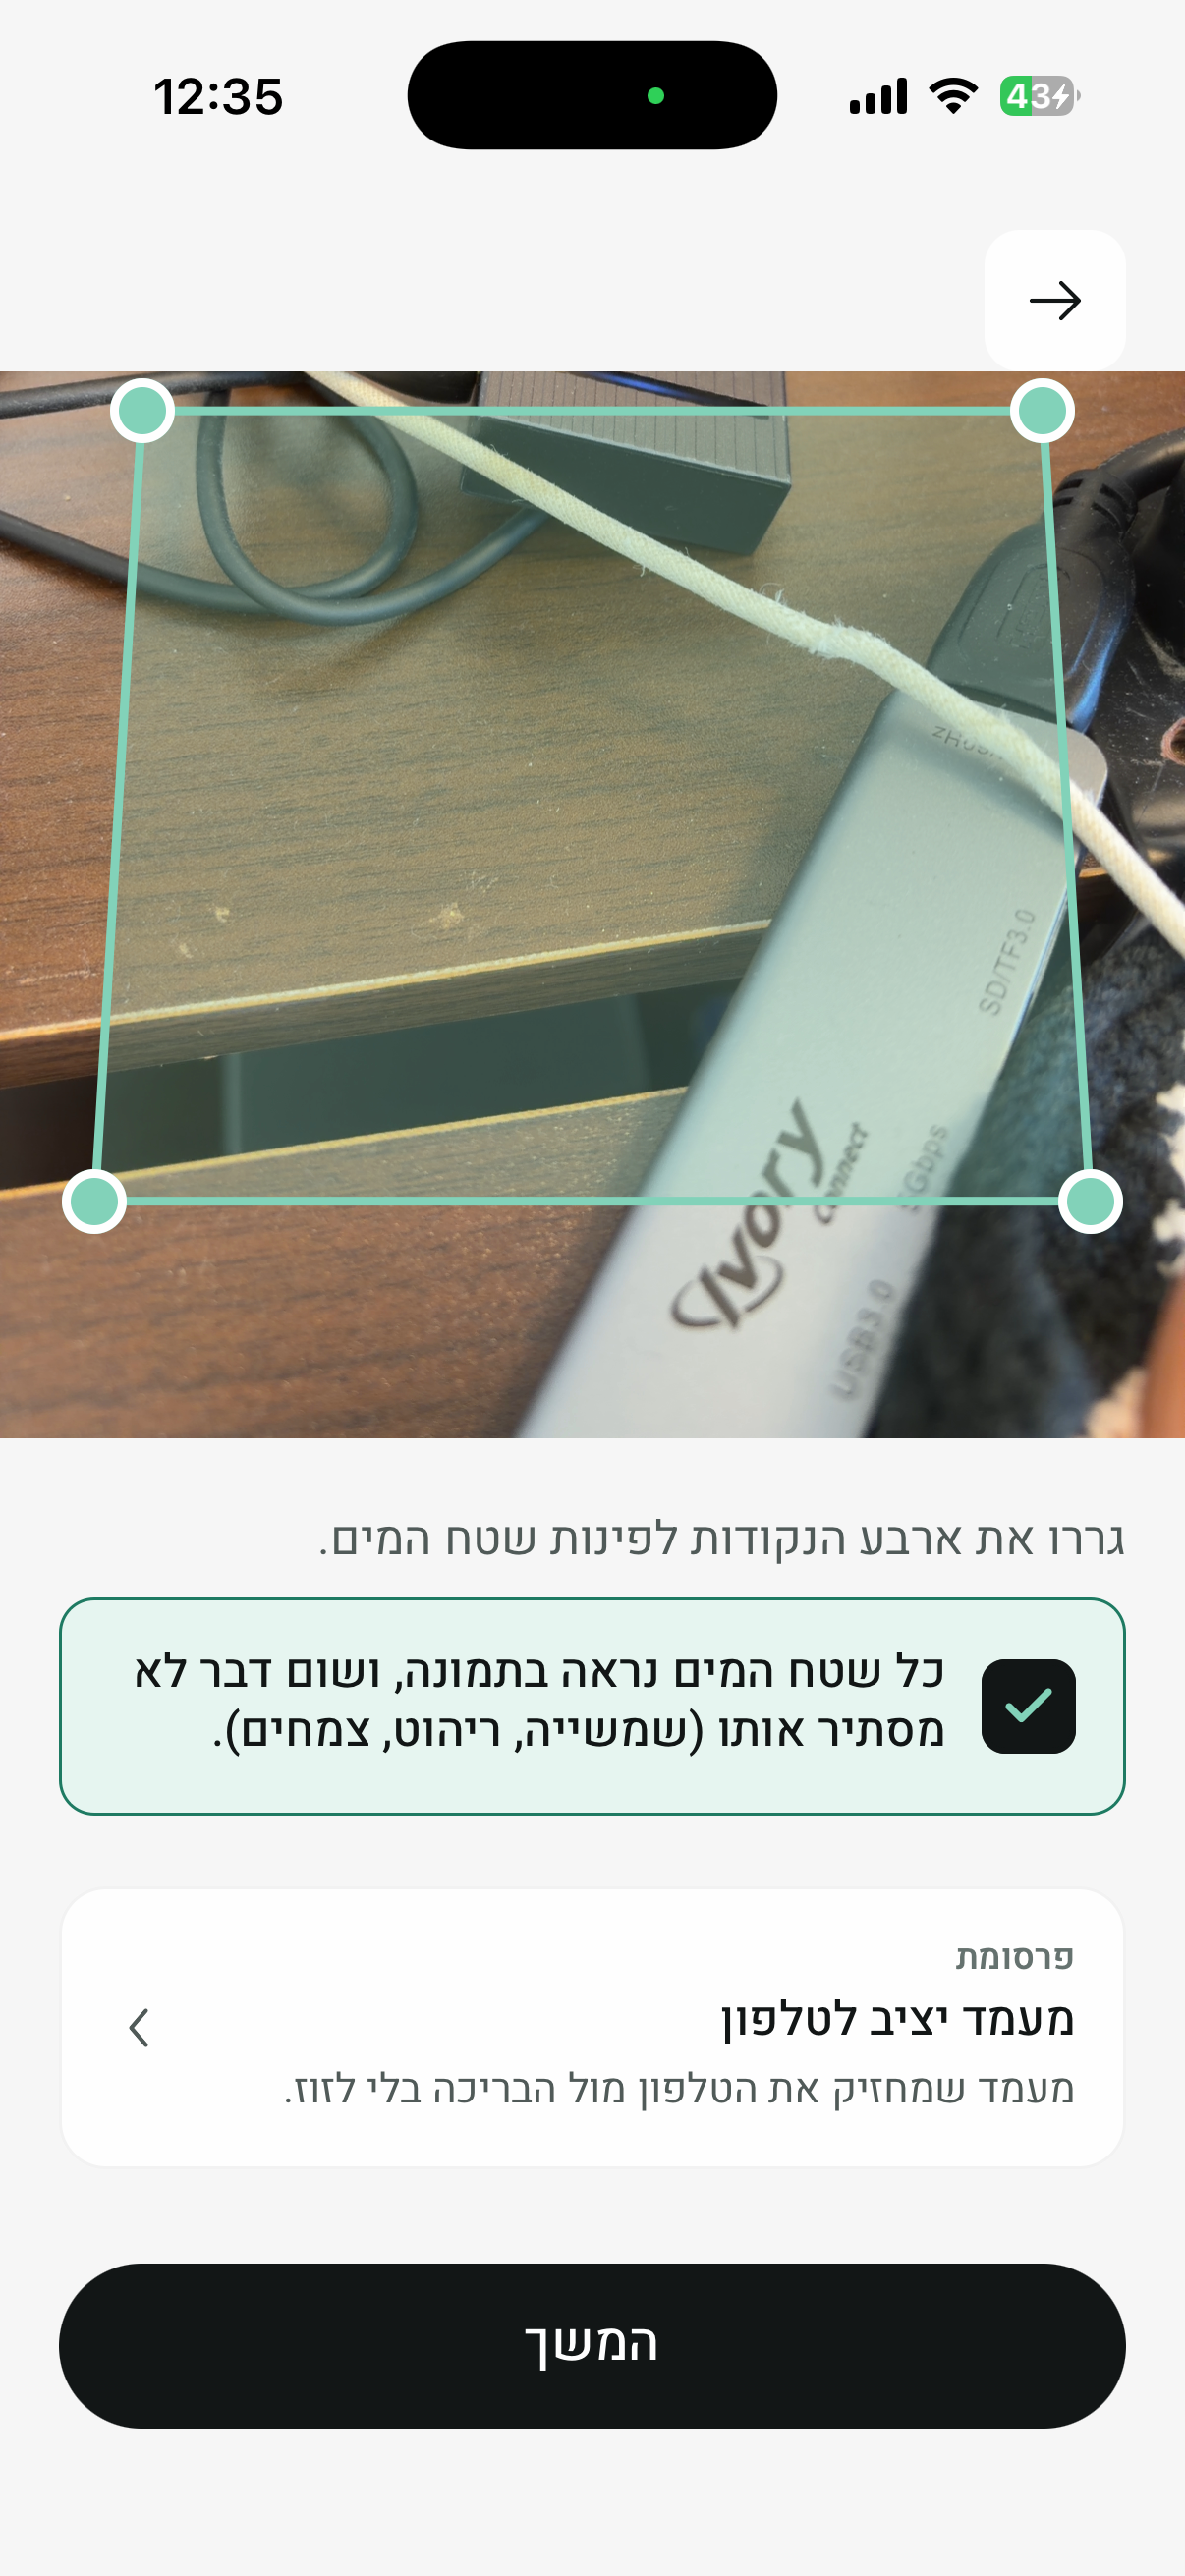 12:35
43
SD/TF3.0
Ivory
Connect
5Gbps
USB3.0
גררו את ארבע הנקודות לפינות שטח המים.
כל שטח המים נראה בתמונה, ושום דבר לא
מסתיר אותו (שמשייה, ריהוט, צמחים).
פרסומת
מעמד יציב לטלפון
מעמד שמחזיק את הטלפון מול הבריכה בלי לזוז.
המשך